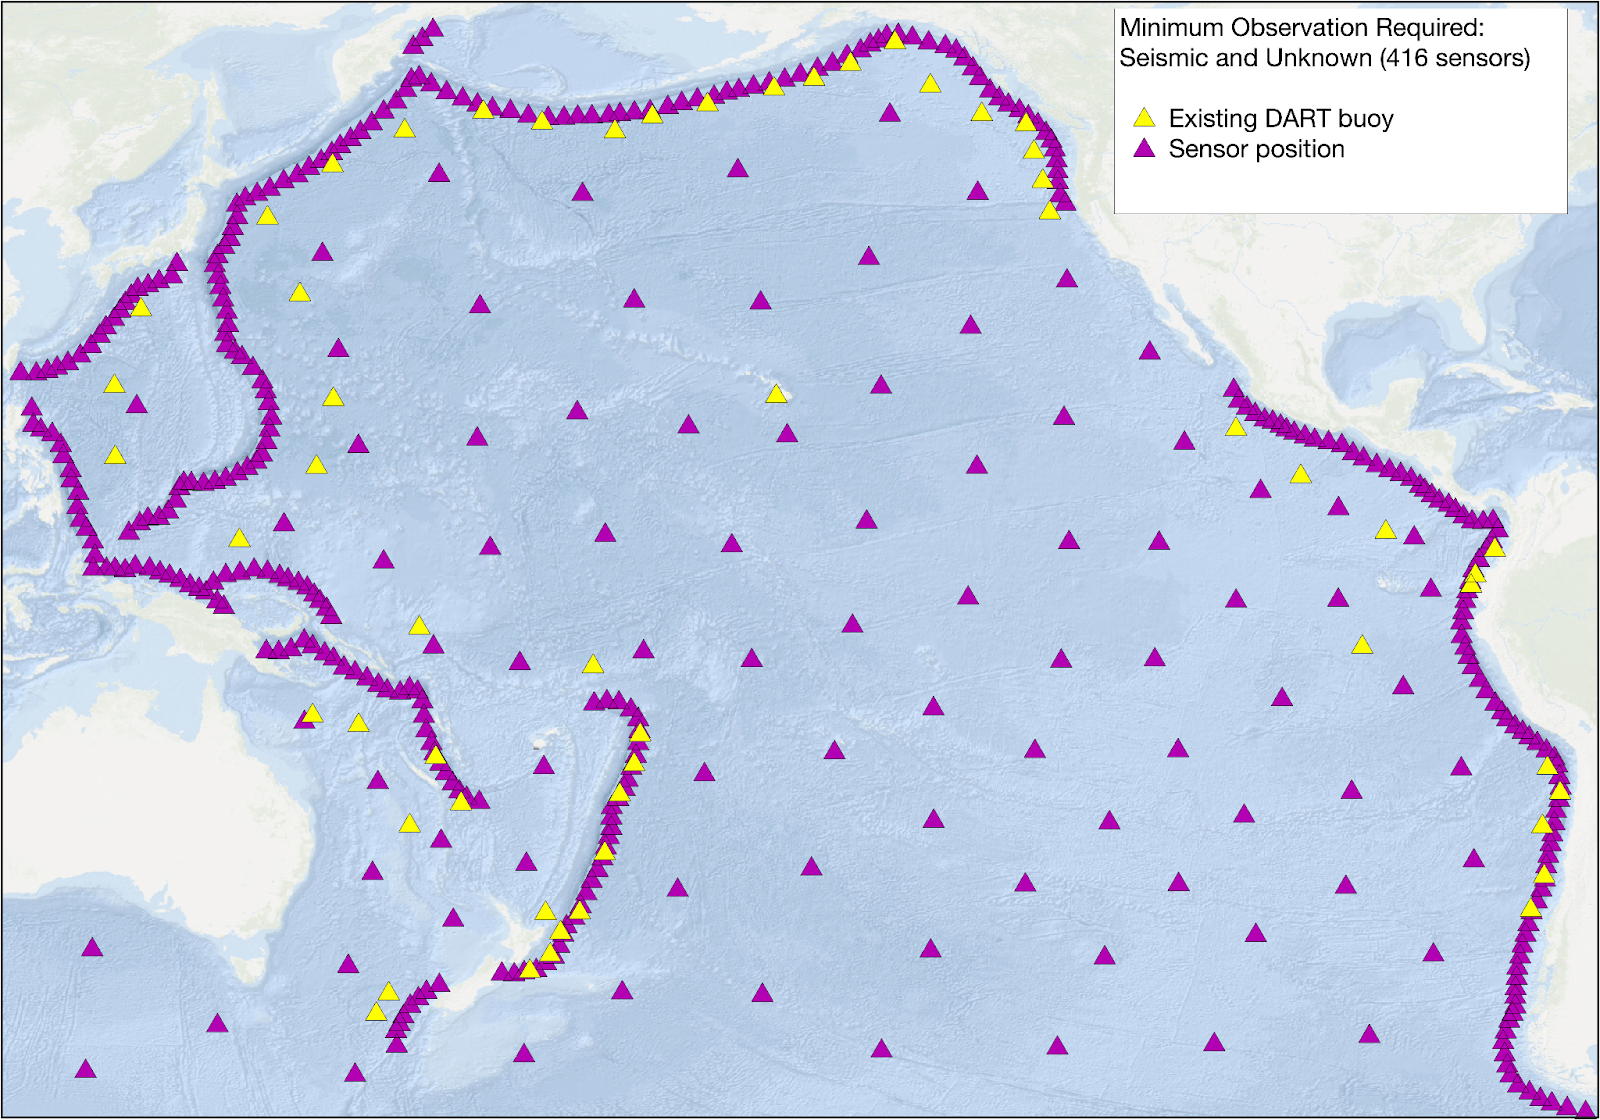 Minimum Observation Required:
Seismic and Unknown (416 sensors)
Existing DART buoy
Sensor position